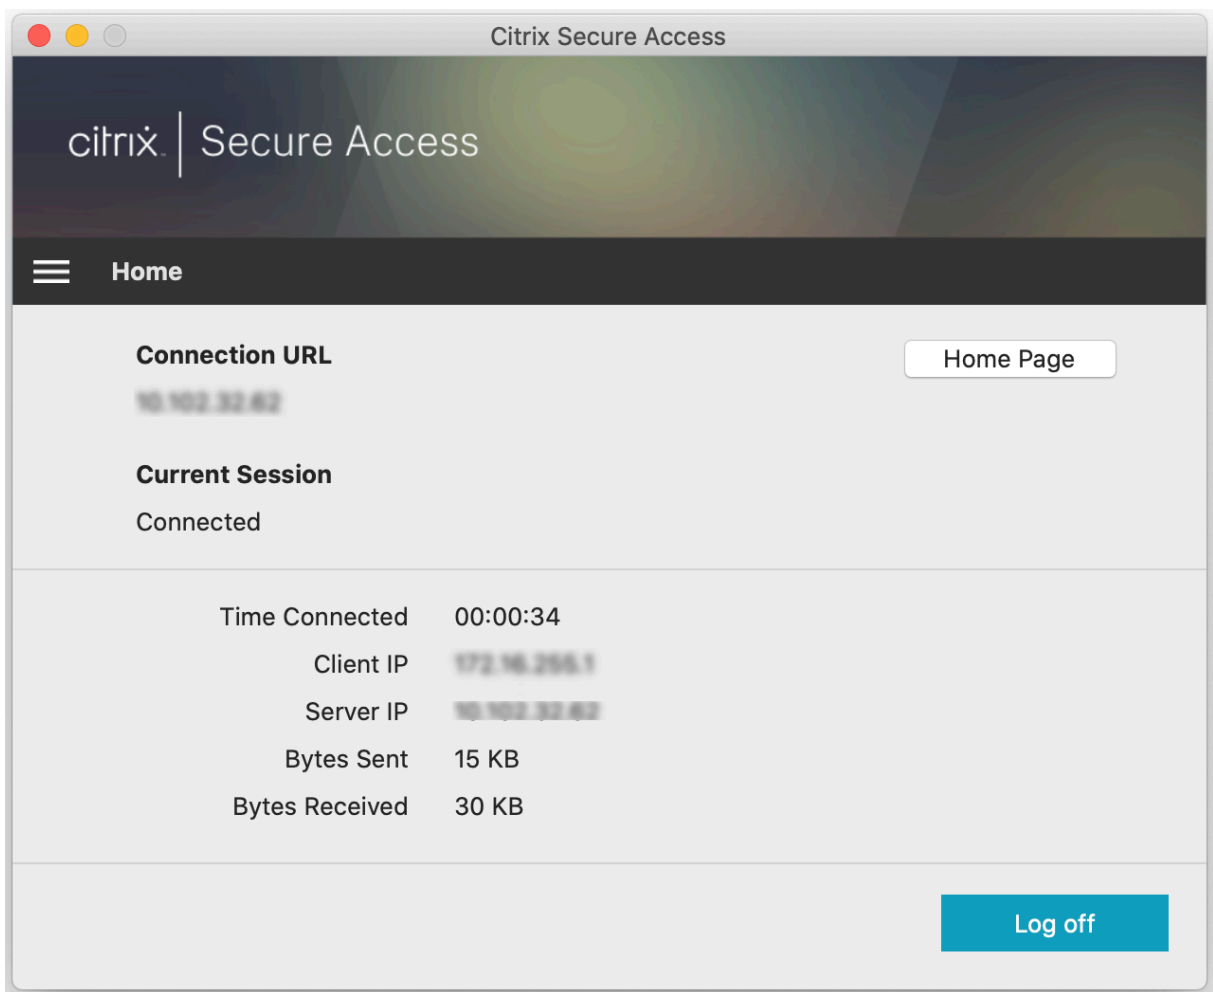 Citrix Secure Access
citrix. Secure Access
Home
Connection URL
Home Page
Current Session
Connected
Time Connected 00:00:34
Client IP
Server IP
Bytes Sent 15 KB
Bytes Received 30 KB
Log off